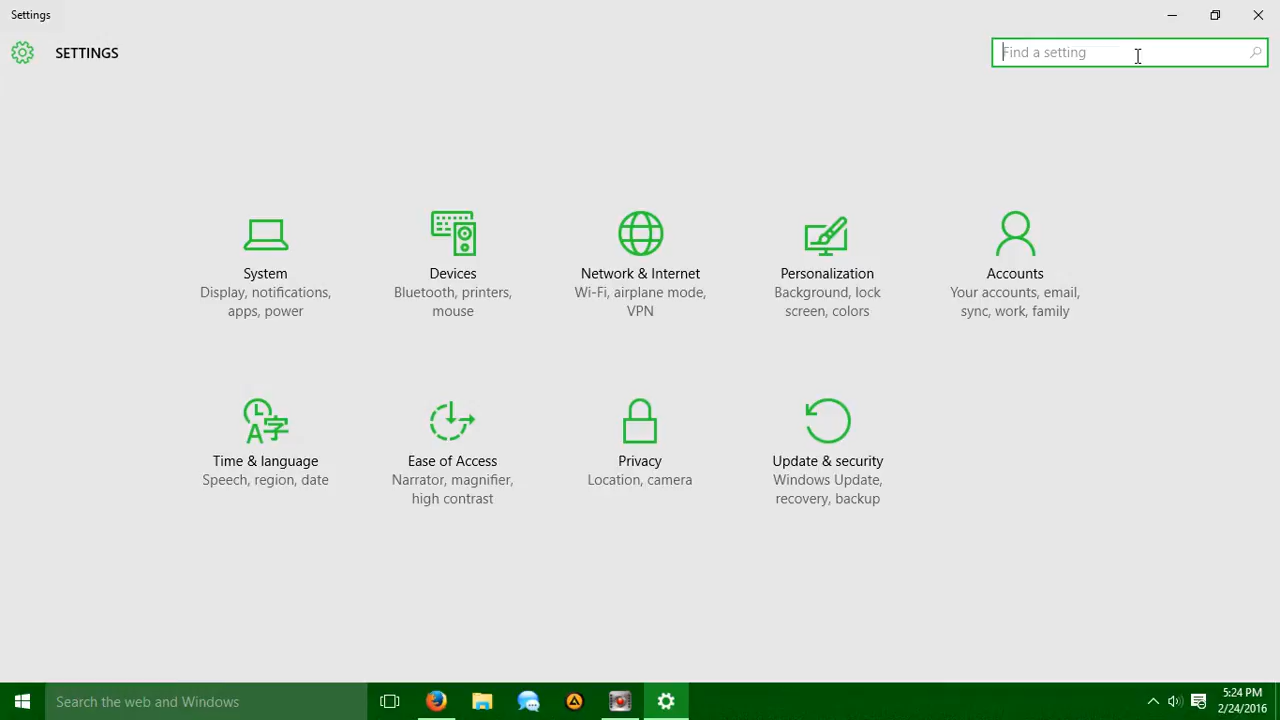 Settings
SETTINGS
Find a setting
System
Display, notifications,
apps, power
Devices
Bluetooth, printers,
mouse
Network & Internet
Wi-Fi, airplane mode,
VPN
Personalization
Background, lock
screen, colors
Accounts
Your accounts, email,
sync, work, family
A字
Time & language
Speech, region, date
Ease of Access
Narrator, magnifier,
high contrast
Privacy
Location, camera
Update & security
Windows Update,
recovery, backup
Search the web and Windows
5:24 PM
2/24/2016